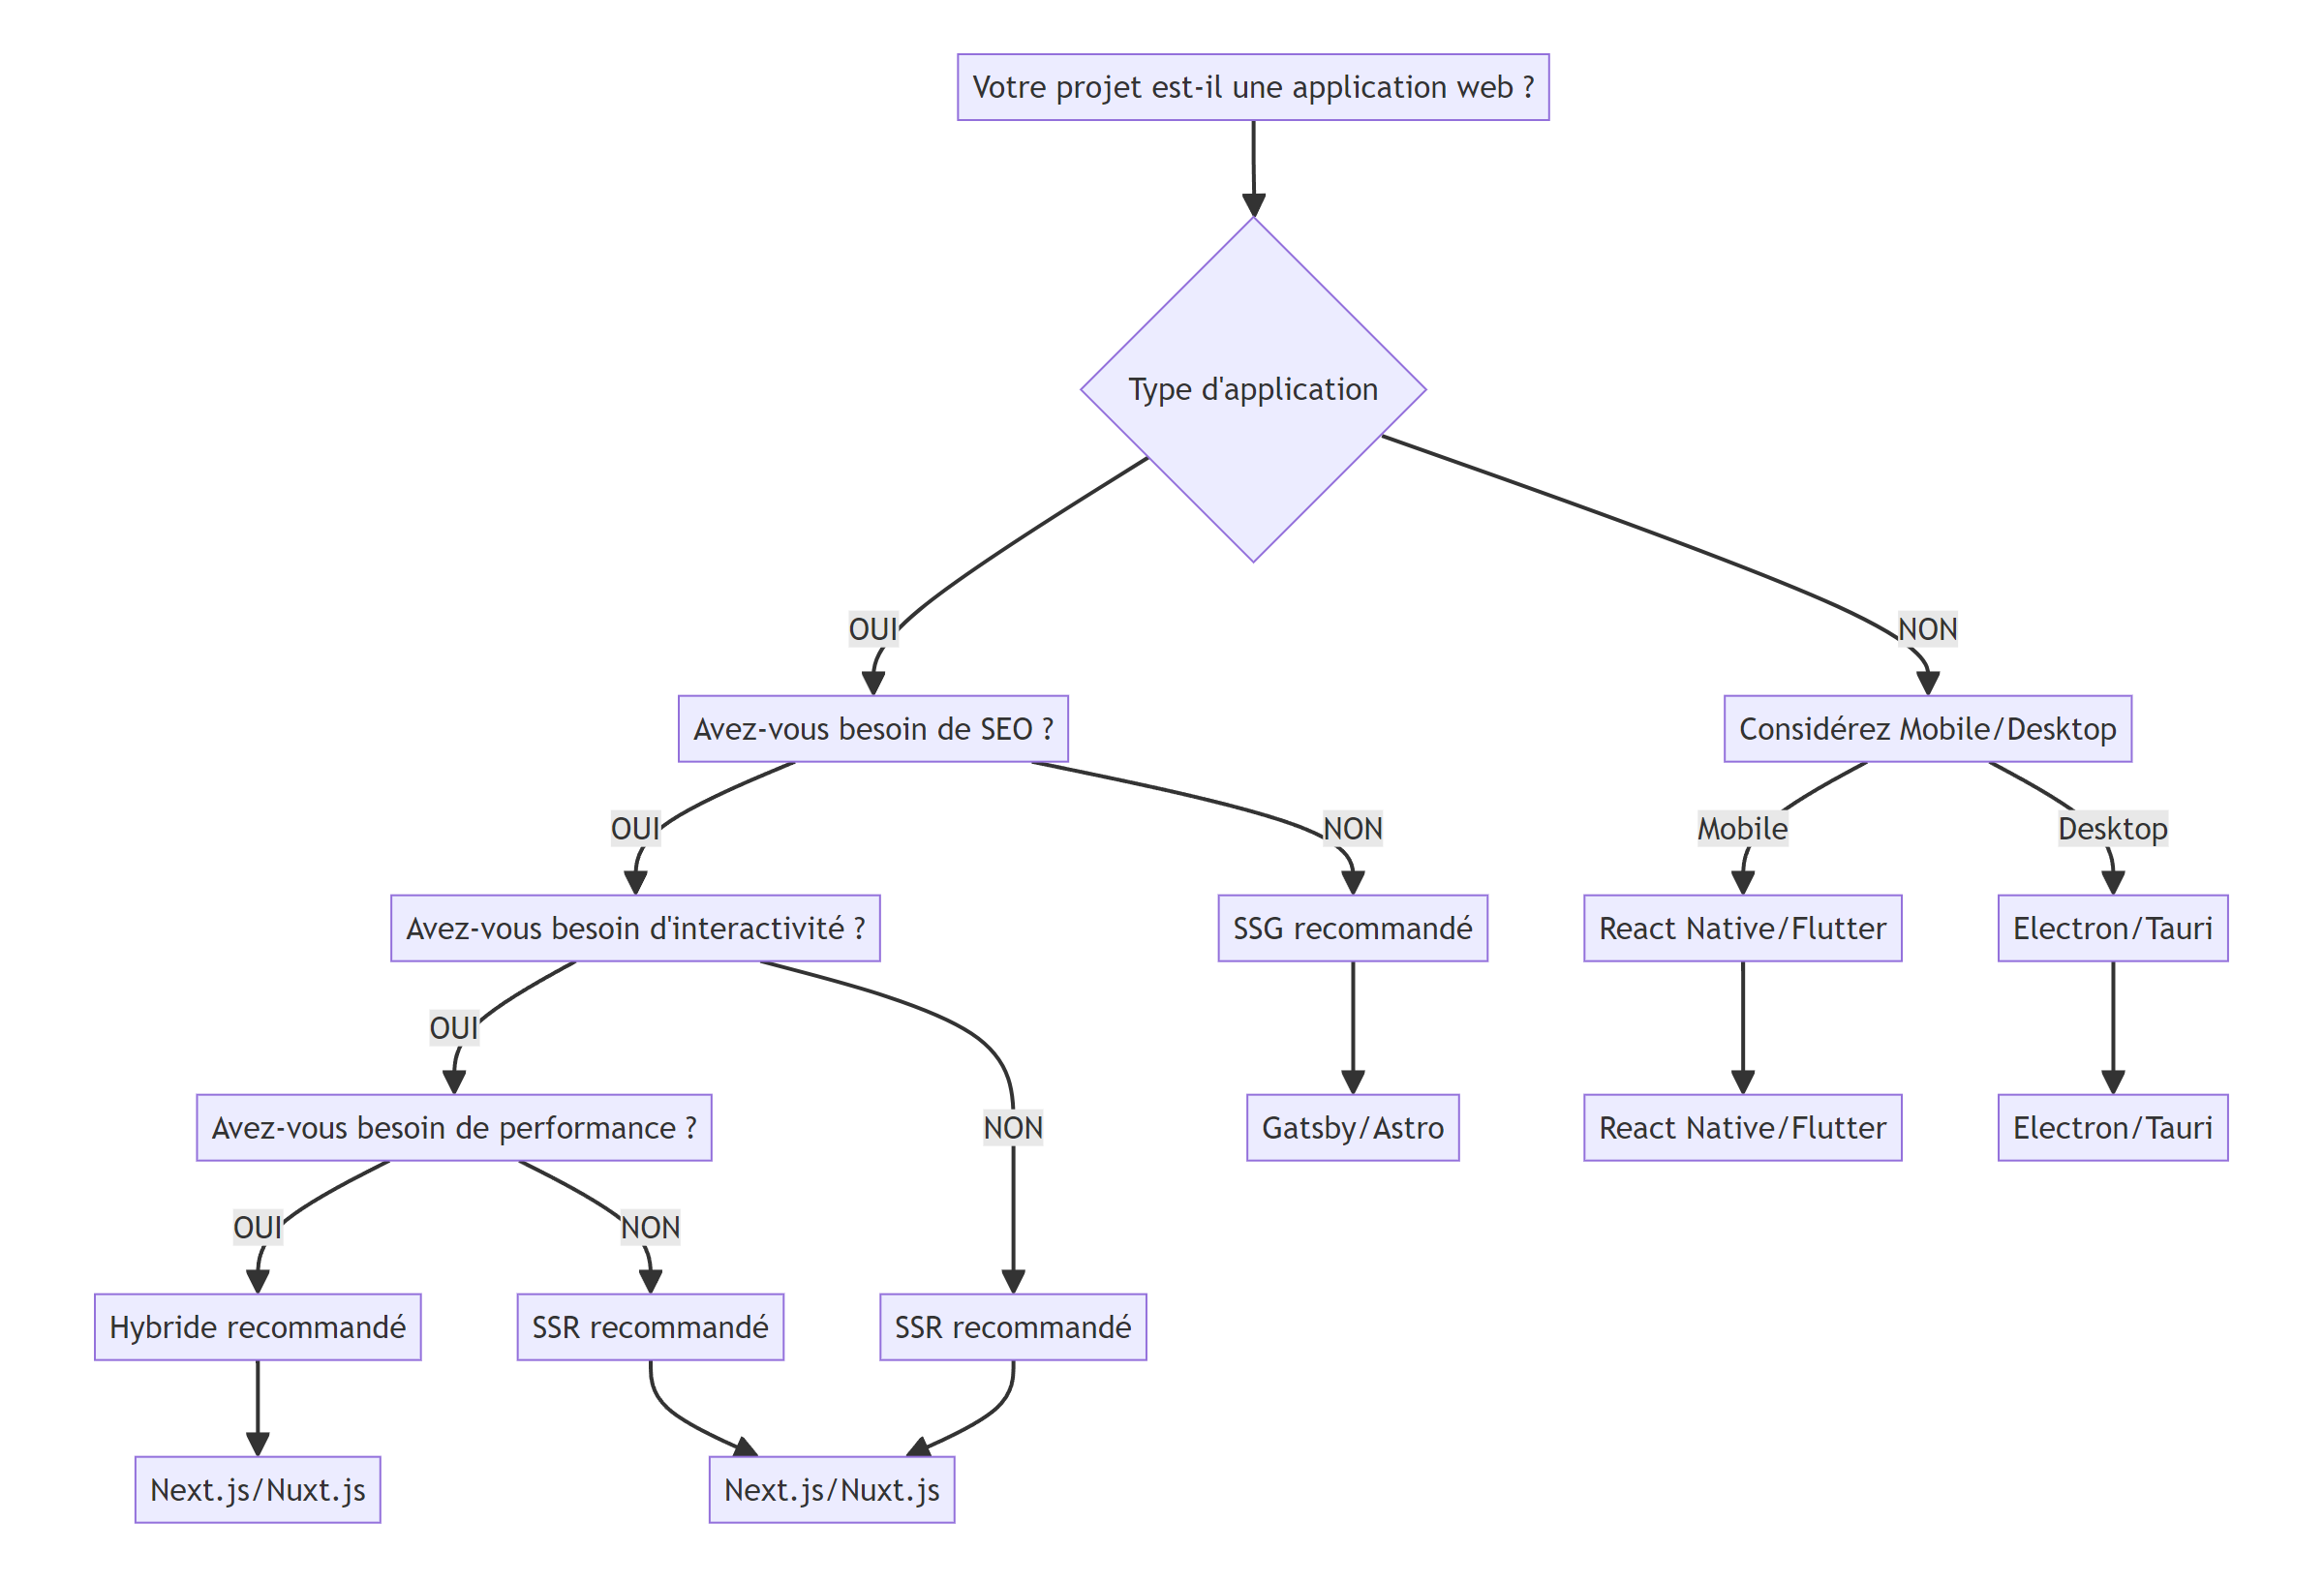 Votre projet est-il une application web ?
Type d'application
OUI
NON
Avez-vous besoin de SEO ?
Considérez Mobile/Desktop
OUI
NON
Mobile
Desktop
Avez-vous besoin d'interactivité ?
SSG recommandé
React Native/Flutter
Electron/Tauri
OUI
Avez-vous besoin de performance ?
NON
Gatsby/Astro
React Native/Flutter
Electron/Tauri
OUI
NON
Hybride recommandé
SSR recommandé
SSR recommandé
Next.js/Nuxt.js
Next.js/Nuxt.js